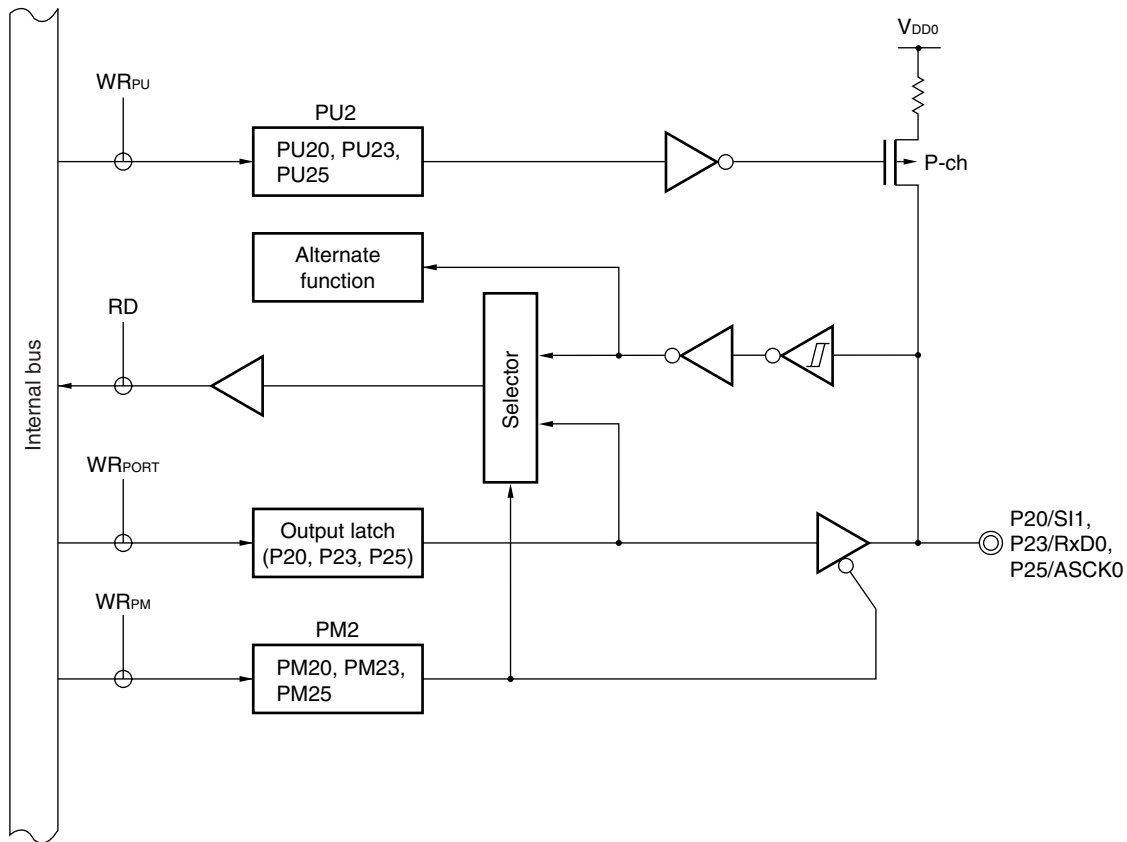 VDD0
WRPU
PU2
PU20, PU23,
PU25
P-ch
Alternate
function
RD
Selector
Internal bus
WRPORT
Output latch
(P20, P23, P25)
P20/SI1,
P23/RxD0,
P25/ASCK0
WRPM
PM2
PM20, PM23,
PM25